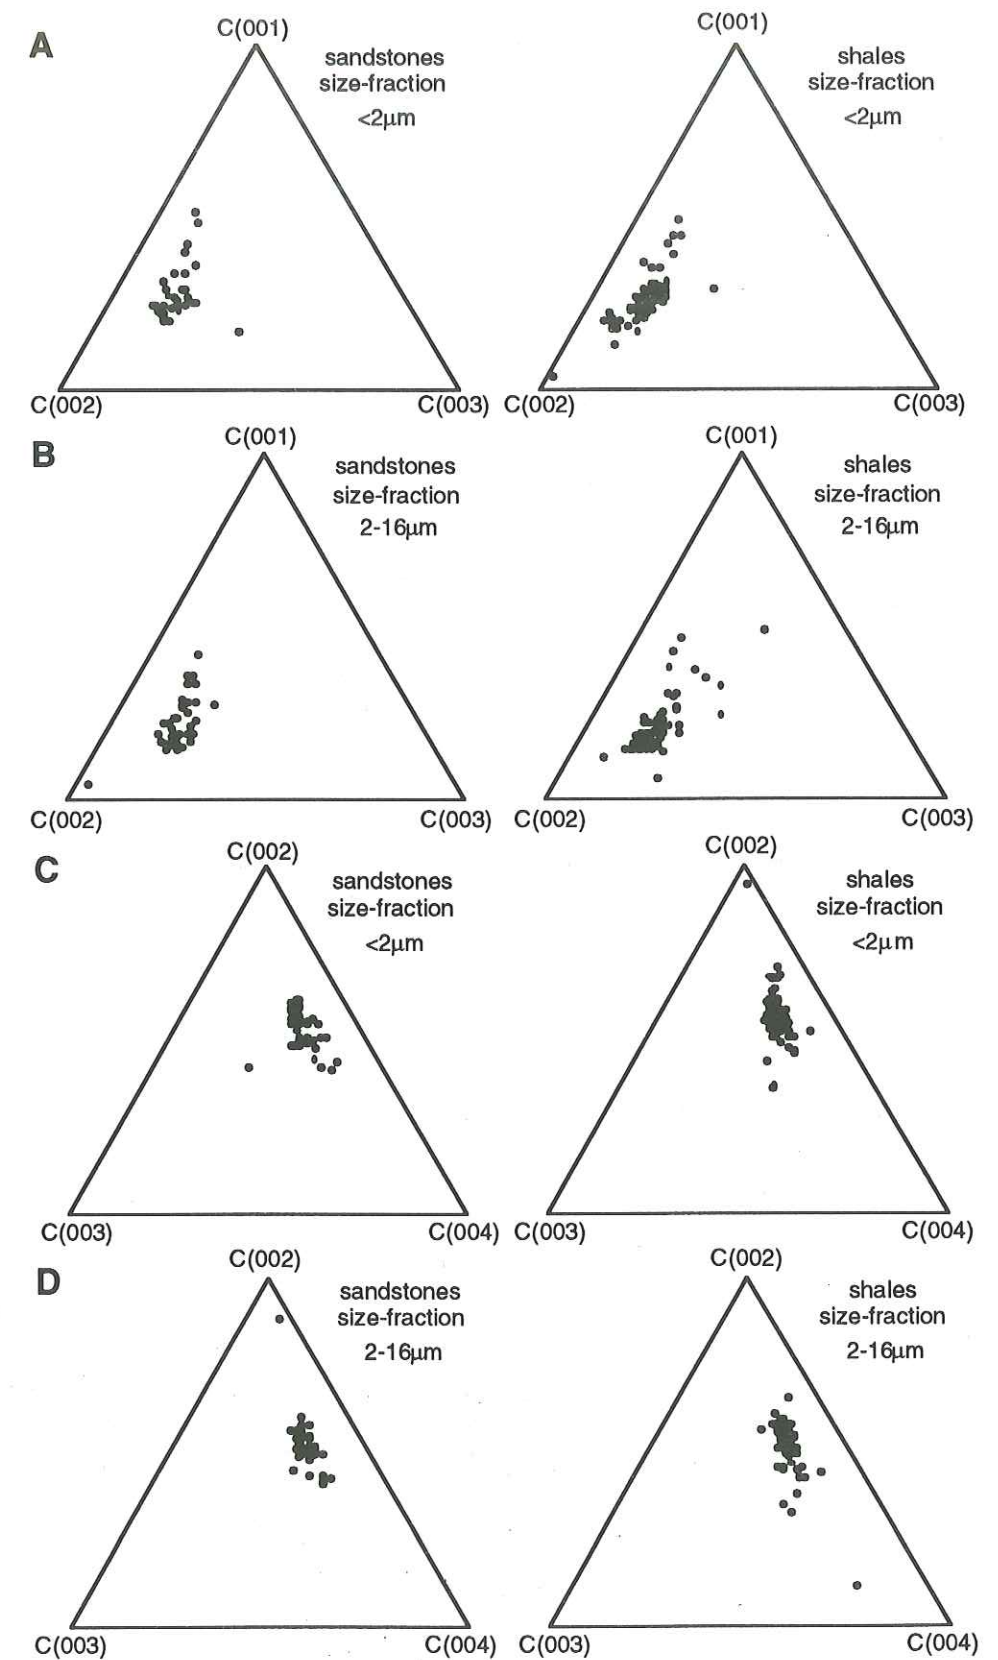 A
C(001)
sandstones
size-fraction
<2μm
C(002)
C(003)
C(001)
shales
size-fraction
<2μm
C(002)
C(003)
B
C(001)
sandstones
size-fraction
2-16μm
C(002)
C(003)
C(001)
shales
size-fraction
2-16μm
C(002)
C(003)
C
C(002)
sandstones
size-fraction
<2μm
C(003)
C(004)
C(002)
shales
size-fraction
<2μm
C(003)
C(004)
D
C(002)
sandstones
size-fraction
2-16μm
C(003)
C(004)
C(002)
shales
size-fraction
2-16μm
C(003)
C(004)